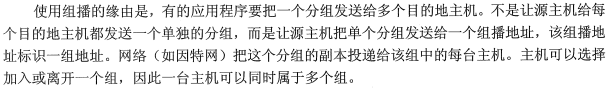 使用组播的缘由是，有的应用程序要把一个分组发送给多个目的地主机。不是让源主机给每
个目的地主机都发送一个单独的分组，而是让源主机把单个分组发送给一个组播地址，该组播地
址标识一组地址。网络（如因特网）把这个分组的副本投递给该组中的每台主机。主机可以选择
加入或离开一个组，因此一台主机可以同时属于多个组。